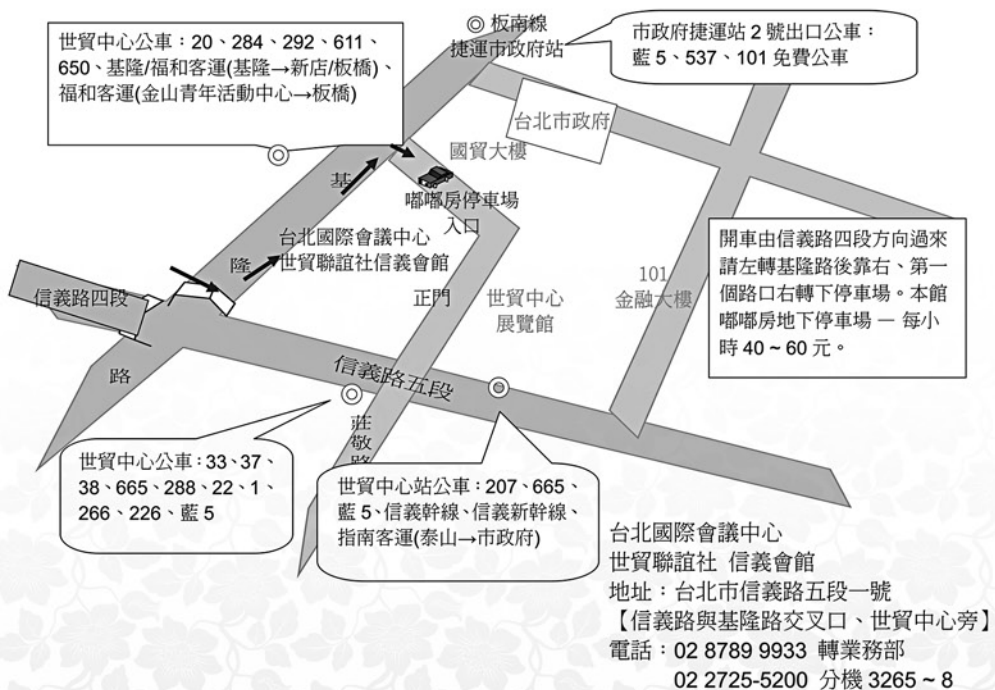 ◎ 板南線
捷運市政府站
世貿中心公車：20、284、292、611、
650、基隆/福和客運(基隆→新店/板橋)、
福和客運(金山青年活動中心→板橋)
市政府捷運站 2 號出口公車：
藍 5、537、101 免費公車
台北市政府
國貿大樓
基
嘟嘟房停車場
入口
台北國際會議中心
世貿聯誼社信義會館
隆
開車由信義路四段方向過來
請左轉基隆路後靠右、第一
個路口右轉下停車場。本館
嘟嘟房地下停車場 — 每小
時 40 ~ 60 元。
101
金融大樓
信義路四段
正門
世貿中心
展覽館
路
信義路五段
莊敬路
世貿中心公車：33、37、
38、665、288、22、1、
266、226、藍 5
世貿中心站公車：207、665、
藍 5、信義幹線、信義新幹線、
指南客運(泰山→市政府)
台北國際會議中心
世貿聯誼社 信義會館
地址：台北市信義路五段一號
【信義路與基隆路交叉口、世貿中心旁】
電話：02 8789 9933 轉業務部
02 2725-5200 分機 3265 ~ 8